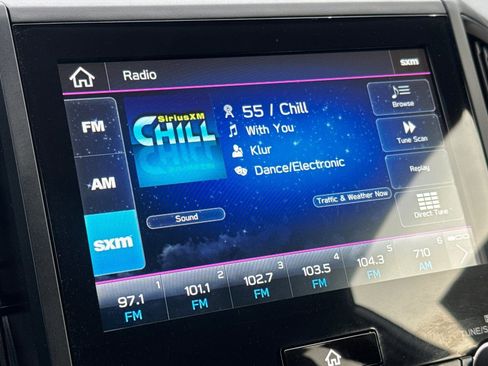 Radio
sxm
FM
AM
sxm
SiriusXM
CHILL
55 / Chill
With You
Klur
Dance/Electronic
Traffic & Weather Now
Sound
Browse
Tune Scan
Replay
Direct Tune
1
97.1
FM
2
101.1
FM
3
102.7
FM
4
103.5
FM
5
104.3
FM
6
710
AM
TUNE/S